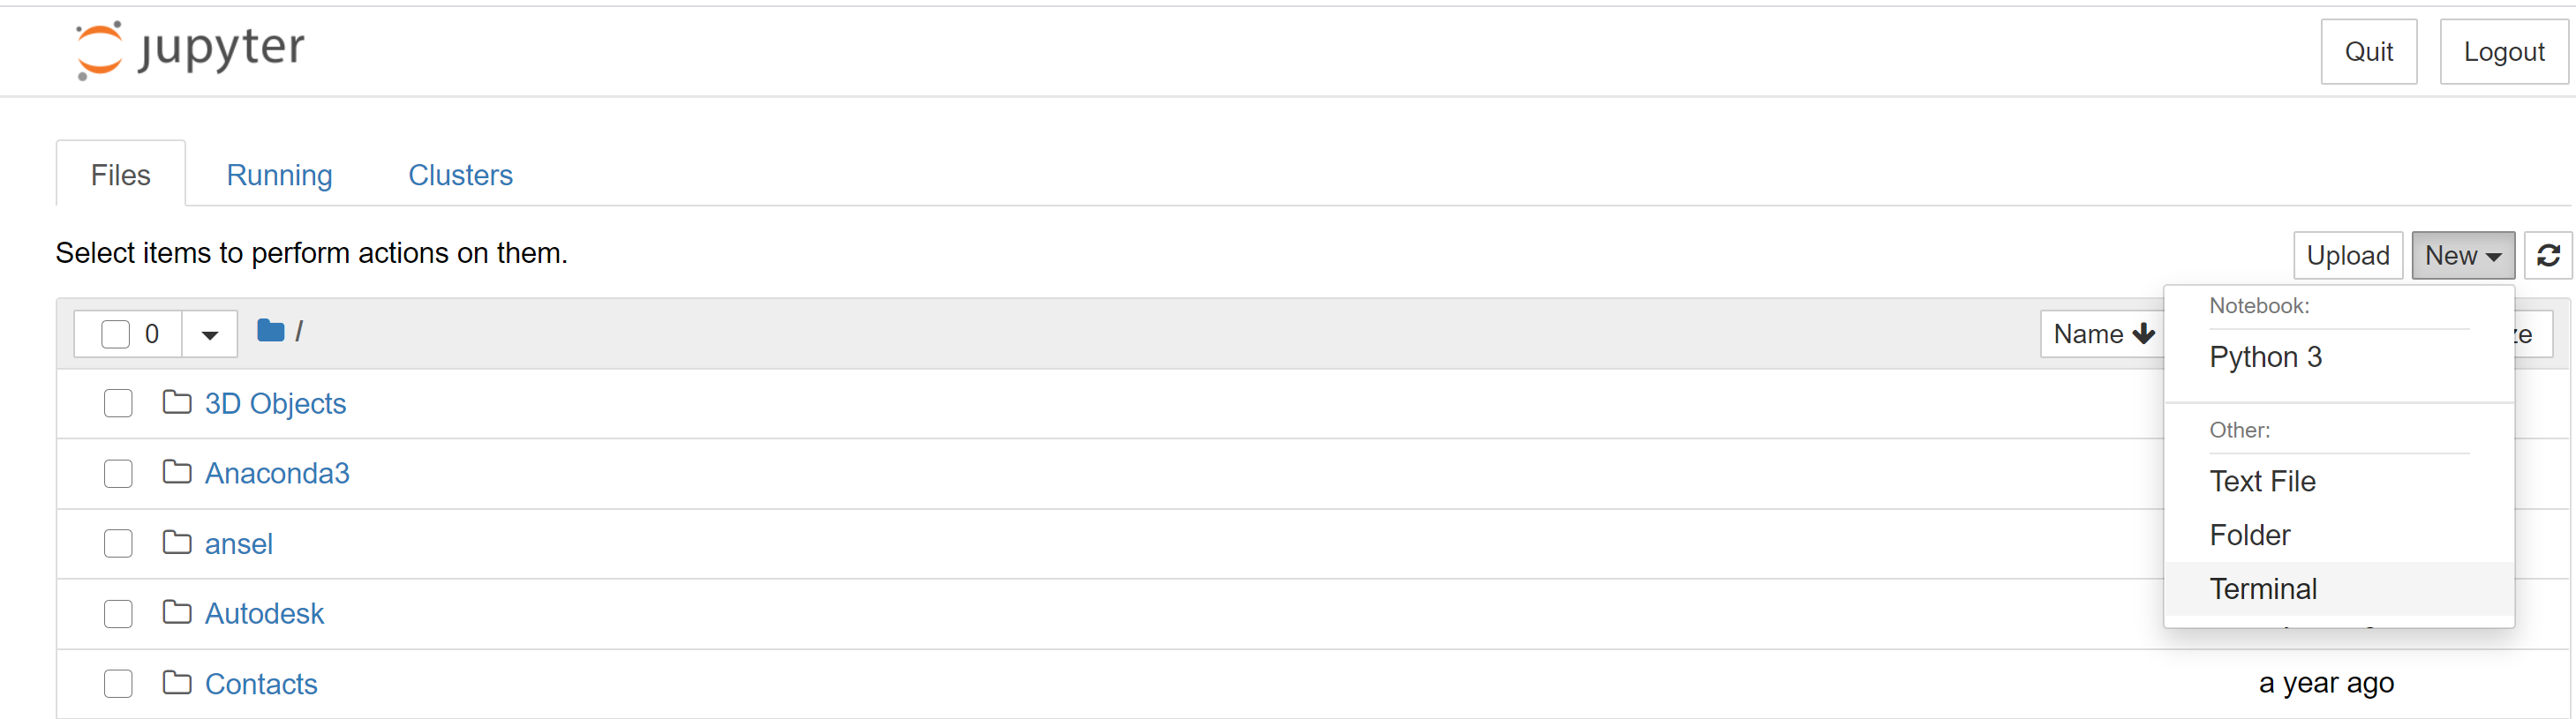 jupyter
Quit
Logout
Files
Running
Clusters
Select items to perform actions on them.
Upload
New
0
/
Name
Notebook:
Python 3
Other:
Text File
Folder
Terminal
3D Objects
Anaconda3
ansel
Autodesk
Contacts
a year ago